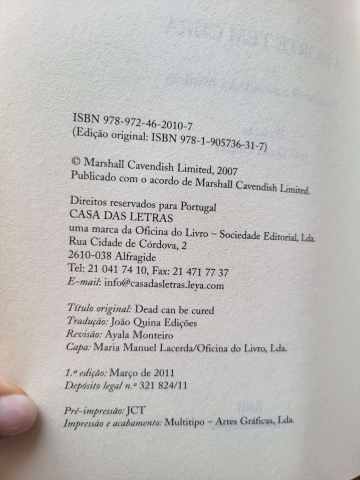 ISBN 978-972-46-2010-7
(Edição original: ISBN 978-1-905736-31-7)
© Marshall Cavendish Limited, 2007
Publicado com o acordo de Marshall Cavendish Limited.
Direitos reservados para Portugal
CASA DAS LETRAS
uma marca da Oficina do Livro – Sociedade Editorial, Lda.
Rua Cidade de Córdova, 2
2610-038 Alfragide
Tel: 21 041 74 10, Fax: 21 471 77 37
E-mail: info@casadasletras.leya.com
Título original: Dead can be cured
Tradução: João Quina Edições
Revisão: Ayala Monteiro
Capa: Maria Manuel Lacerda/Oficina do Livro, Lda.
1.ª edição: Março de 2011
Depósito legal n.º 321 824/11
Pré-impressão: JCT
Impressão e acabamento: Multitipo – Artes Gráficas, Lda.